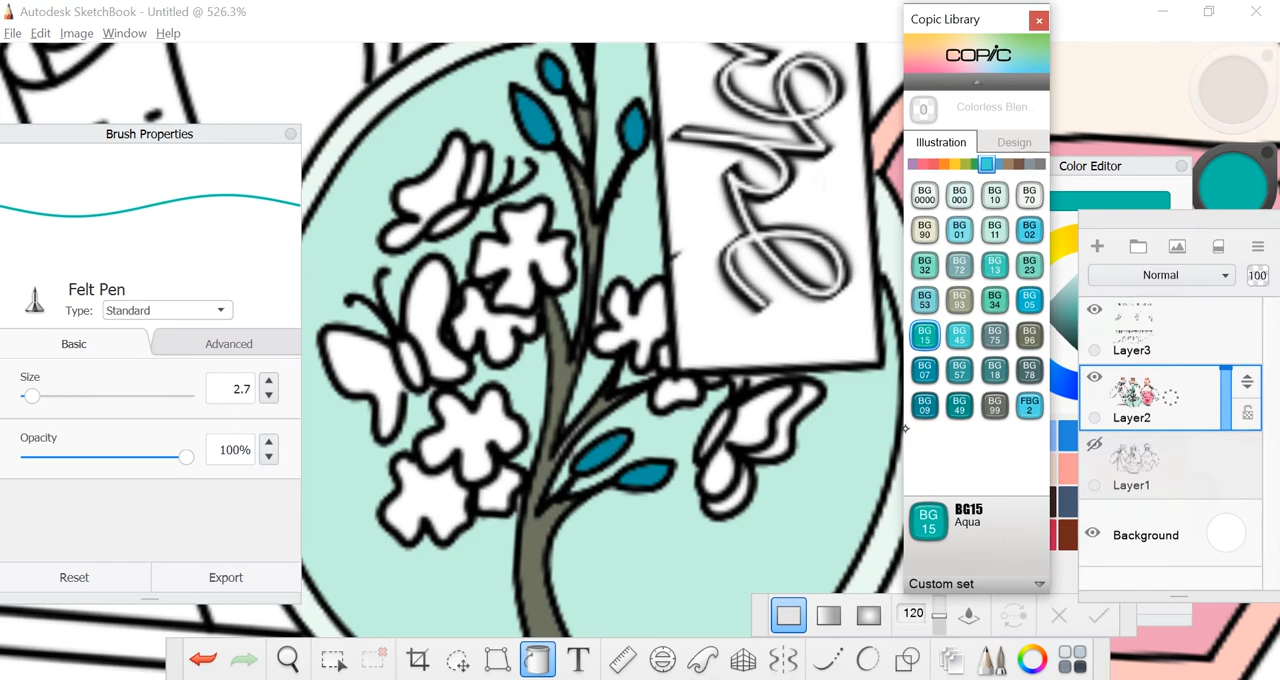 Autodesk SketchBook - Untitled @ 526.3%
File Edit Image Window Help
Brush Properties
Felt Pen
Type: Standard
Basic Advanced
Size
2.7
Opacity
100%
Reset Export
Copic Library
COPIC
0 Colorless Blen..
Illustration Design
BG 0000 BG 000 BG 10 BG 70
BG 90 BG 01 BG 11 BG 02
BG 32 BG 72 BG 13 BG 23
BG 53 BG 93 BG 34 BG 05
BG 15 BG 45 BG 75 BG 96
BG 07 BG 57 BG 18 BG 78
BG 09 BG 49 BG 99 FBG 2
BG 15 BG15
Aqua
Custom set
Color Editor
Normal 100
Layer3
Layer2
Layer1
Background
120
T